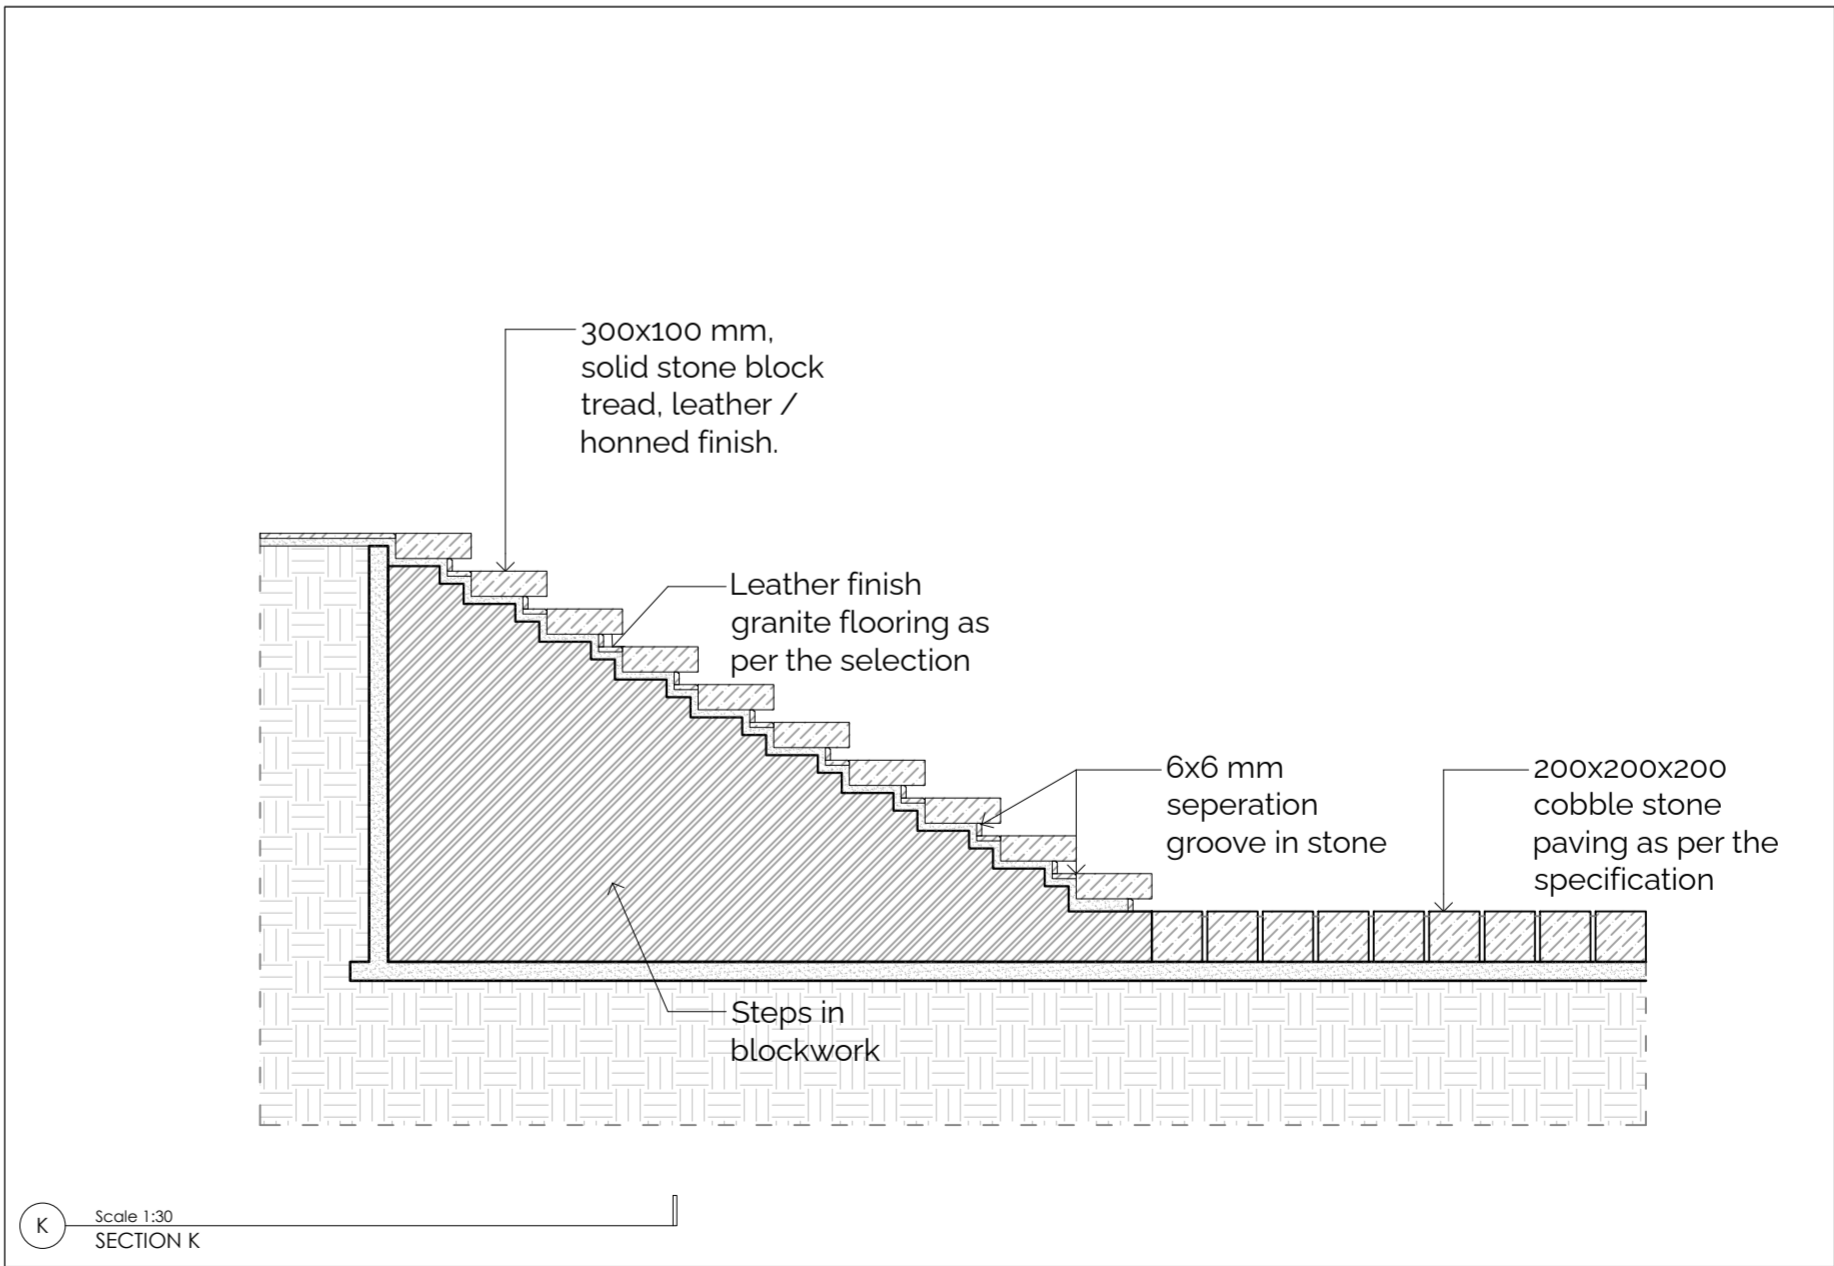 300x100 mm,
solid stone block
tread, leather /
honned finish.
Leather finish
granite flooring as
per the selection
6x6 mm
seperation
groove in stone
200x200x200
cobble stone
paving as per the
specification
Steps in
blockwork
K
Scale 1:30
SECTION K